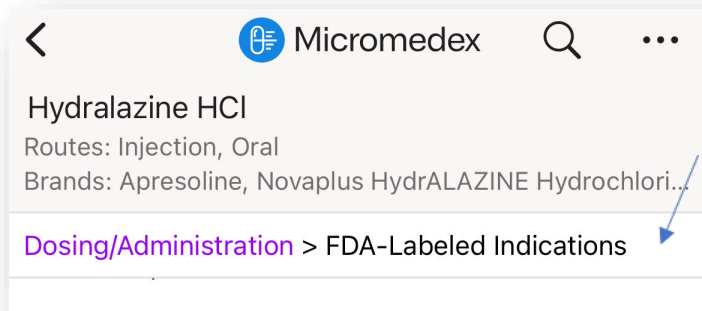 Micromedex
Hydralazine HCl
Routes: Injection, Oral
Brands: Apresoline, Novaplus HydrALAZINE Hydrochlori...
Dosing/Administration > FDA-Labeled Indications